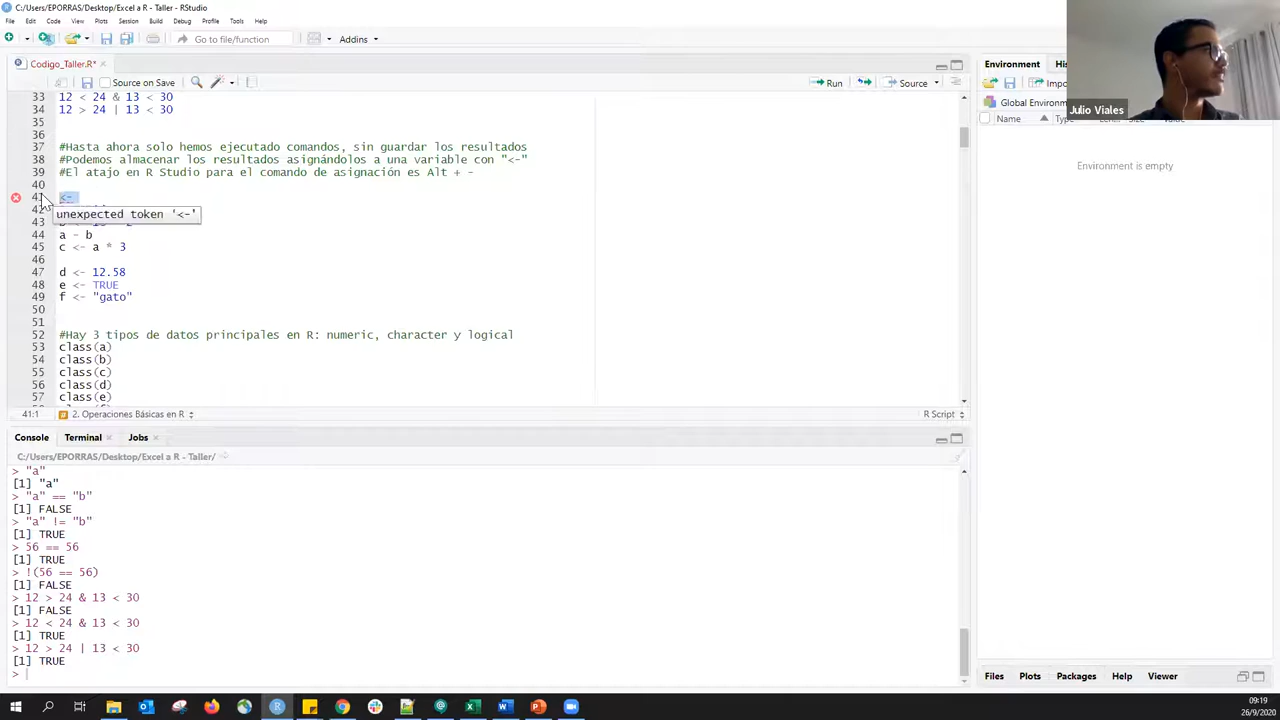 C:/Users/EPORRAS/Desktop/Excel a R - Taller - RStudio
File Edit Code View Plots Session Build Debug Profile Tools Help
Go to file/function Addins
Codigo_Taller.R*
Source on Save Run Source
33 12 < 24 & 13 < 30
34 12 > 24 | 13 < 30
35
36
37 #Hasta ahora solo hemos ejecutado comandos, sin guardar los resultados
38 #Podemos almacenar los resultados asignándolos a una variable con "<-"
39 #El atajo en R Studio para el comando de asignación es Alt + -
40
41 <-
unexpected token '<-'
43
44 a - b
45 c <- a * 3
46
47 d <- 12.58
48 e <- TRUE
49 f <- "gato"
50
51
52 #Hay 3 tipos de datos principales en R: numeric, character y logical
53 class(a)
54 class(b)
55 class(c)
56 class(d)
57 class(e)
41:1 2. Operaciones Básicas en R R Script
Console Terminal Jobs
C:/Users/EPORRAS/Desktop/Excel a R - Taller/
> "a"
[1] "a"
> "a" == "b"
[1] FALSE
> "a" != "b"
[1] TRUE
> 56 == 56
[1] TRUE
> !(56 == 56)
[1] FALSE
> 12 > 24 & 13 < 30
[1] FALSE
> 12 < 24 & 13 < 30
[1] TRUE
> 12 > 24 | 13 < 30
[1] TRUE
>
Environment
Julio Viales
Name Type
Environment is empty
Files Plots Packages Help Viewer
09:19
26/9/2020